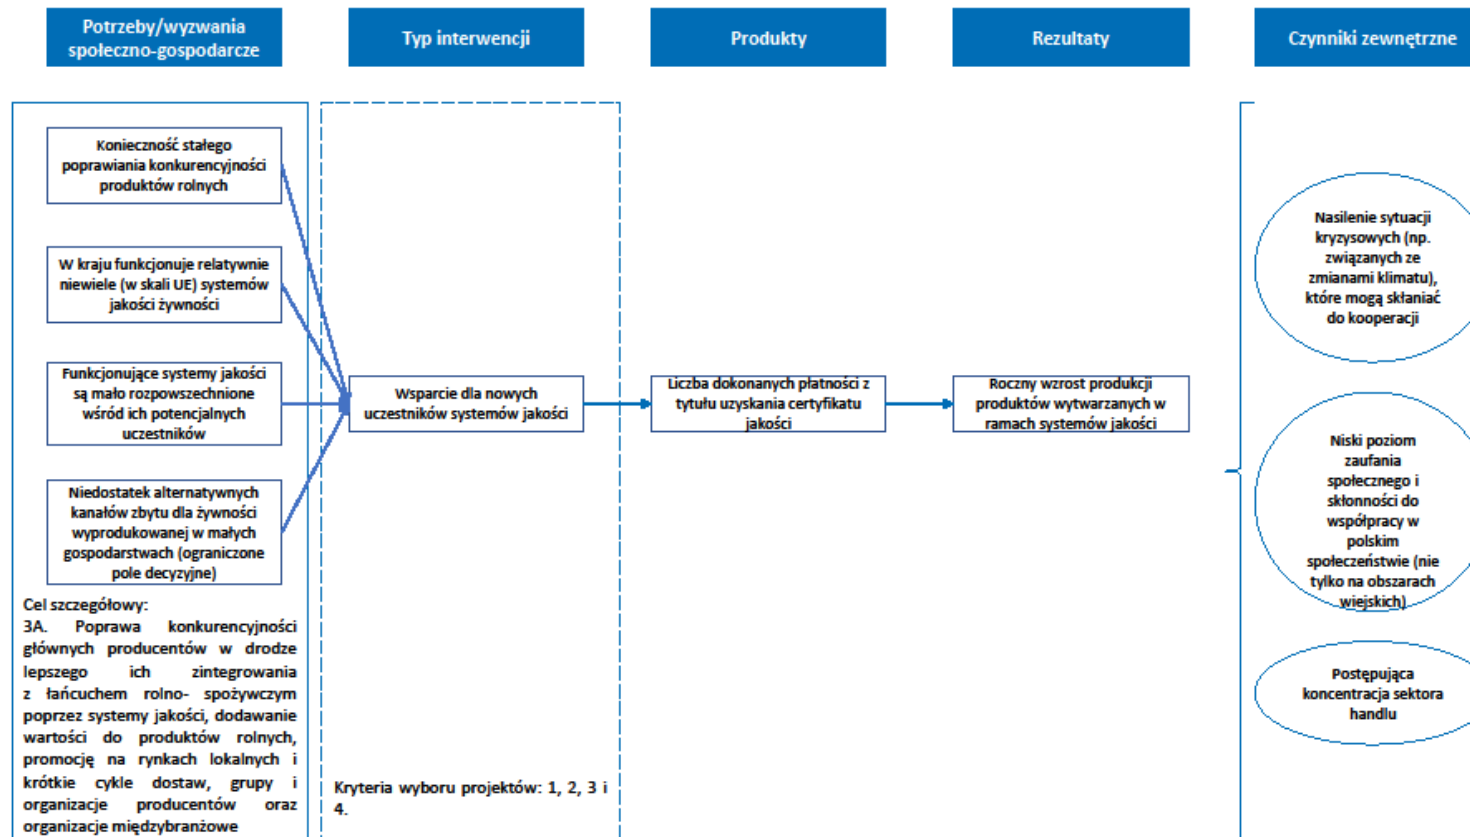 Potrzeby/wyzwania
społeczno-gospodarcze
Typ interwencji
Produkty
Rezultaty
Czynniki zewnętrzne
Konieczność stałego
poprawiania konkurencyjności
produktów rolnych
W kraju funkcjonuje relatywnie
niewiele (w skali UE) systemów
jakości żywności
Funkcjonujące systemy jakości
są mało rozpowszechnione
wśród ich potencjalnych
uczestników
Niedostatek alternatywnych
kanałów zbytu dla żywności
wyprodukowanej w małych
gospodarstwach (ograniczone
pole decyzyjne)
Cel szczegółowy:
3A. Poprawa konkurencyjności
głównych producentów w drodze
lepszego ich zintegrowania
z łańcuchem rolno- spożywczym
poprzez systemy jakości, dodawanie
wartości do produktów rolnych,
promocję na rynkach lokalnych i
krótkie cykle dostaw, grupy i
organizacje producentów oraz
organizacje międzybranżowe
Wsparcie dla nowych
uczestników systemów jakości
Kryteria wyboru projektów: 1, 2, 3 i
4.
Liczba dokonanych płatności z
tytułu uzyskania certyfikatu
jakości
Roczny wzrost produkcji
produktów wytwarzanych w
ramach systemów jakości
Nasilenie sytuacji
kryzysowych (np.
związanych ze
zmianami klimatu),
które mogą skłaniać
do kooperacji
Niski poziom
zaufania
społecznego i
skłonności do
współpracy w
polskim
społeczeństwie (nie
tylko na obszarach
wiejskich)
Postępująca
koncentracja sektora
handlu